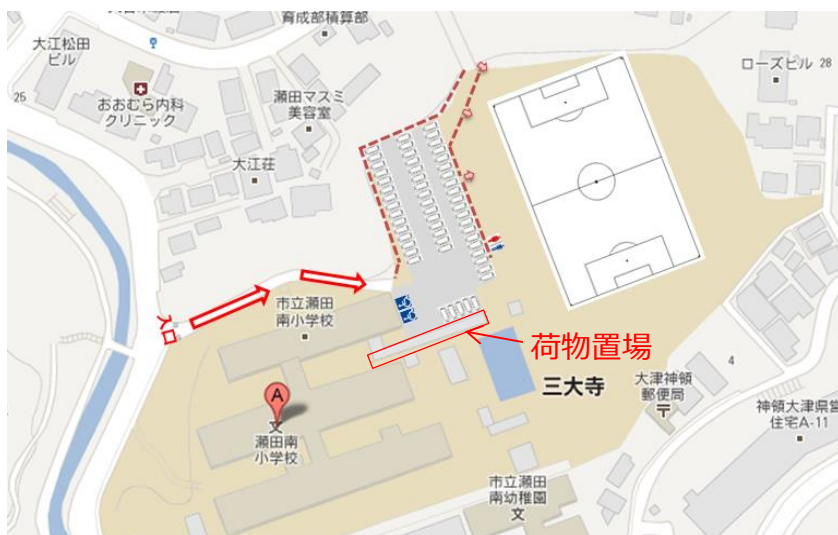 育成部積算部
大江松田
ビル
25
おおむら内科
クリニック
瀬田マスミ
美容室
大江荘
ローズビル 28
入口
市立瀬田
南小学校
荷物置場
A
文
瀬田南
小学校
三大寺
4
大津神領
郵便局
〒
神領大津県営
住宅A-11
市立瀬田
南幼稚園
文